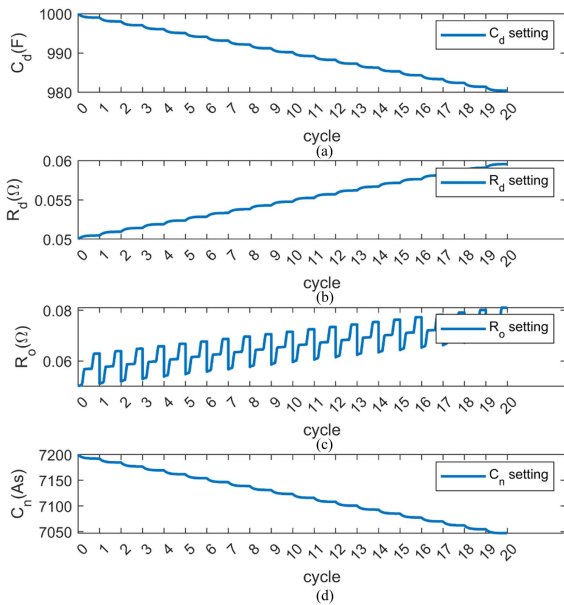 1000
990
980
C_d(F)
C_d setting
0 1 2 3 4 5 6 7 8 9 10 11 12 13 14 15 16 17 18 19 20
cycle
(a)
0.06
0.055
0.05
R_d(Ω)
R_d setting
0 1 2 3 4 5 6 7 8 9 10 11 12 13 14 15 16 17 18 19 20
cycle
(b)
0.08
0.06
R_o(Ω)
R_o setting
0 1 2 3 4 5 6 7 8 9 10 11 12 13 14 15 16 17 18 19 20
cycle
(c)
7200
7150
7100
7050
C_n(As)
C_n setting
0 1 2 3 4 5 6 7 8 9 10 11 12 13 14 15 16 17 18 19 20
cycle
(d)